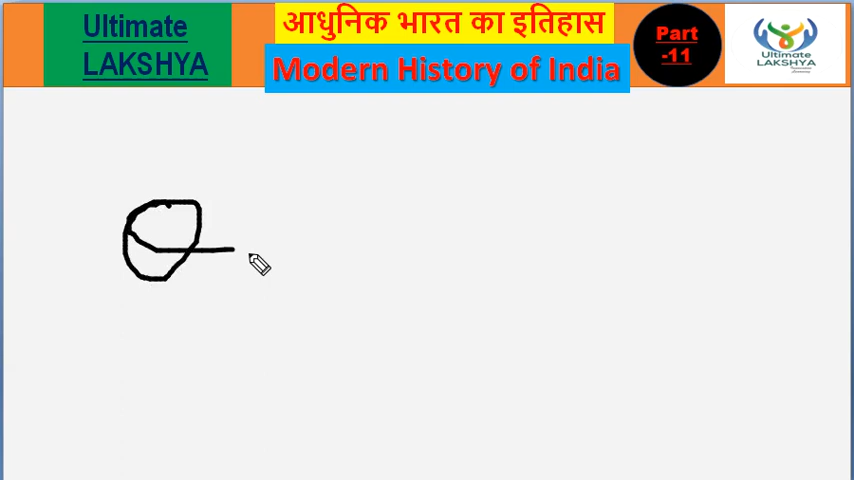 Ultimate
LAKSHYA
आधुनिक भारत का इतिहास
Modern History of India
Part
-11
Ultimate
LAKSHYA